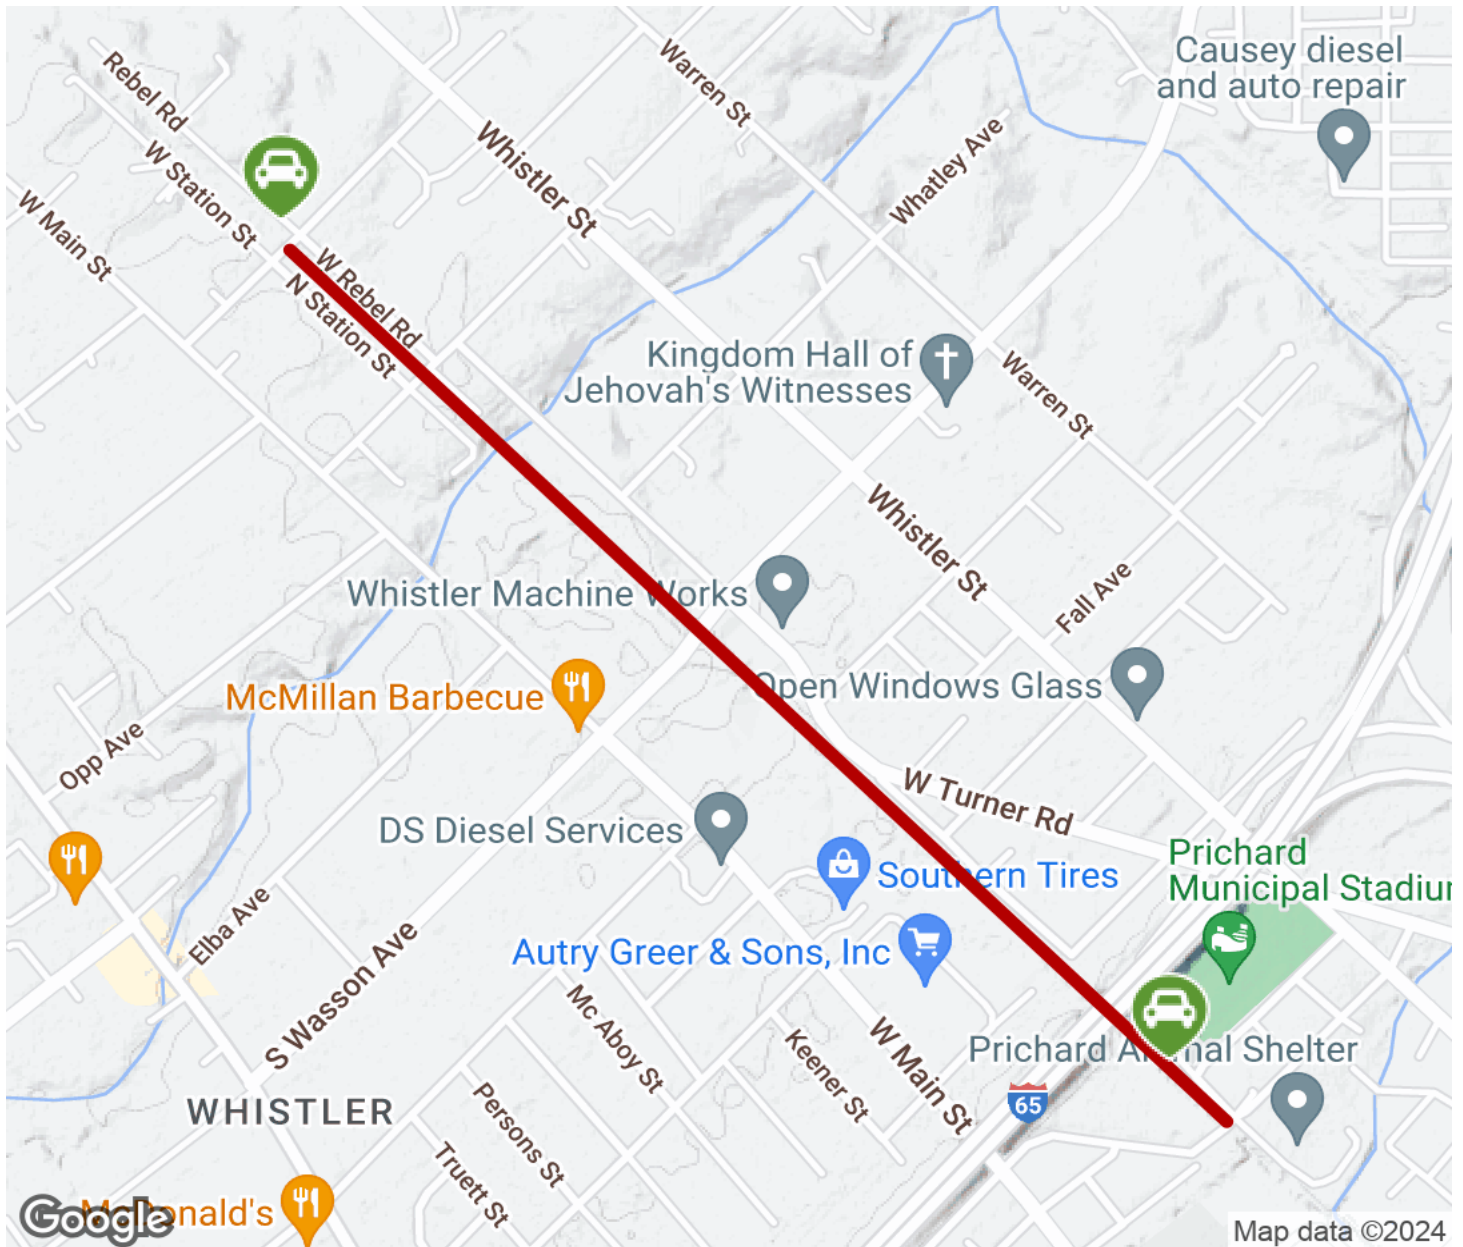 Causey diesel
and auto repair
Rebel Rd
Warren St
Whistler St
Whatley Ave
W Station St
W Main St
W Rebel Rd
N Station St
Kingdom Hall of
Jehovah's Witnesses
Warren St
Whistler St
Fall Ave
Whistler Machine Works
Open Windows Glass
McMillan Barbecue
Opp Ave
W Turner Rd
DS Diesel Services
Prichard
Municipal Stadiu
Southern Tires
Elba Ave
Autry Greer & Sons, Inc
S Wasson Ave
Mc Aboy St
Keener St
W Main St
Prichard Animal Shelter
65
WHISTLER
Persons St
Truett St
McDonald's
Google
Map data ©2024